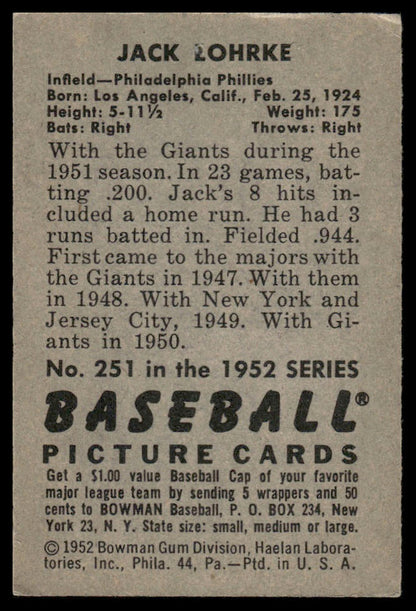 JACK LOHRKE
Infield—Philadelphia Phillies
Born: Los Angeles, Calif., Feb. 25, 1924
Height: 5-11½ Weight: 175
Bats: Right Throws: Right
With the Giants during the
1951 season. In 23 games, bat-
ting .200. Jack's 8 hits in-
cluded a home run. He had 3
runs batted in. Fielded .944.
First came to the majors with
the Giants in 1947. With them
in 1948. With New York and
Jersey City, 1949. With Gi-
ants in 1950.
No. 251 in the 1952 SERIES
BASEBALL®
PICTURE CARDS
Get a $1.00 value Baseball Cap of your favorite
major league team by sending 5 wrappers and 50
cents to BOWMAN Baseball, P. O. BOX 234, New
York 23, N. Y. State size: small, medium or large.
©1952 Bowman Gum Division, Haelan Labora-
tories, Inc., Phila. 44, Pa.—Ptd. in U. S. A.